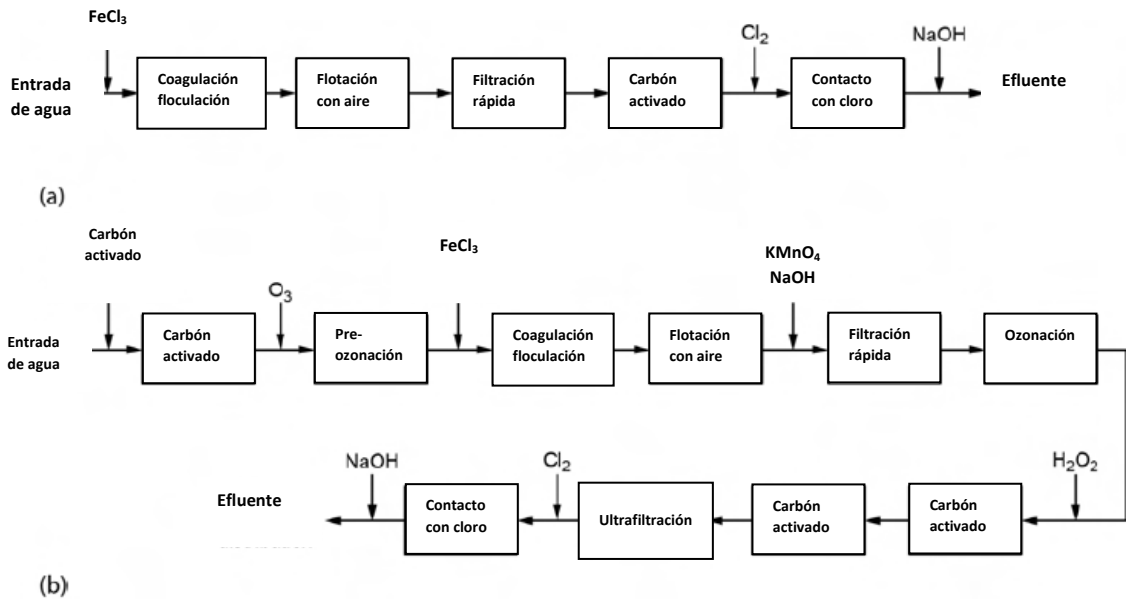 FeCl₃
Cl₂
NaOH
Entrada
de agua
Coagulación
floculación
Flotación
con aire
Filtración
rápida
Carbón
activado
Contacto
con cloro
Efluente
(a)
Carbón
activado
FeCl₃
KMnO₄
NaOH
O₃
Entrada
de agua
Carbón
activado
Pre-
ozonación
Coagulación
floculación
Flotación
con aire
Filtración
rápida
Ozonación
H₂O₂
NaOH
Cl₂
Efluente
Contacto
con cloro
Ultrafiltración
Carbón
activado
Carbón
activado
(b)